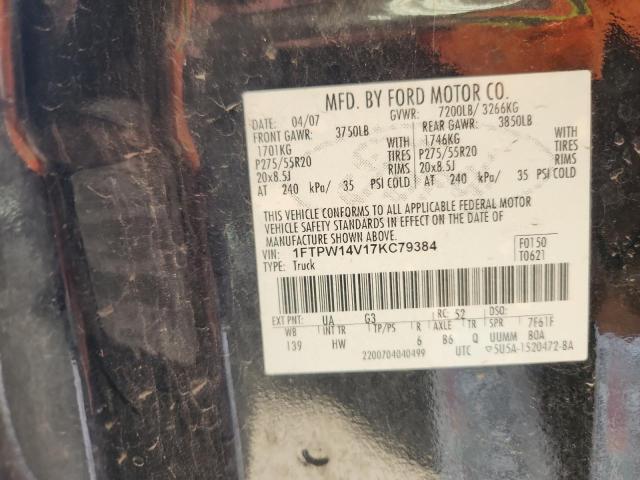 MFD. BY FORD MOTOR CO.
DATE: 04/07 GVWR: 7200LB/ 3266KG
FRONT GAWR: 3750LB REAR GAWR: 3850LB
1701KG 1746KG
P275/55R20 TIRES P275/55R20 TIRES
20x8.5J RIMS 20x8.5J RIMS
AT 240 kPa/ 35 PSI COLD AT 240 kPa/ 35 PSI COLD
THIS VEHICLE CONFORMS TO ALL APPLICABLE FEDERAL MOTOR
VEHICLE SAFETY STANDARDS IN EFFECT ON THE DATE OF
MANUFACTURE SHOWN ABOVE.
VIN: 1FTPW14V17KC79384 F0150
TYPE: Truck T0621
EXT PNT: UA G3 RC: 52 DSO:
WB INT TR TP/PS R AXLE TR SPR 7F61F
139 HW 6 B6 Q UUMM BOA
2200704040499 UTC 5U5A-1520472-BA